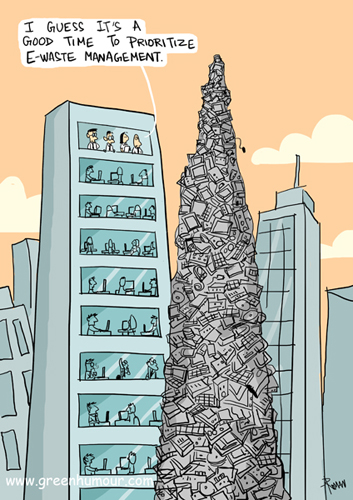 I GUESS IT'S A
GOOD TIME TO PRIORITIZE
E-WASTE MANAGEMENT.
www.greenhumour.com